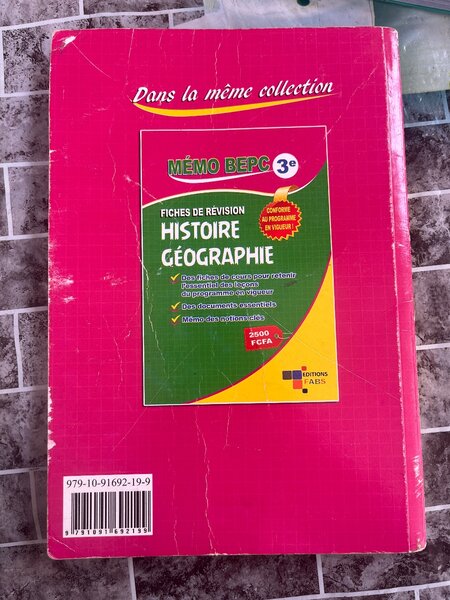 Dans la même collection
MÉMO BEPC 3e
FICHES DE RÉVISION
HISTOIRE
GÉOGRAPHIE
CONFORME
AU PROGRAMME
EN VIGUEUR !
Des fiches de cours pour retenir
l'essentiel des leçons
du programme en vigueur
Des documents essentiels
Mémo des notions clés
2500
FCFA
EDITIONS
FABS
979-10-91692-19-9
9 791091 692199